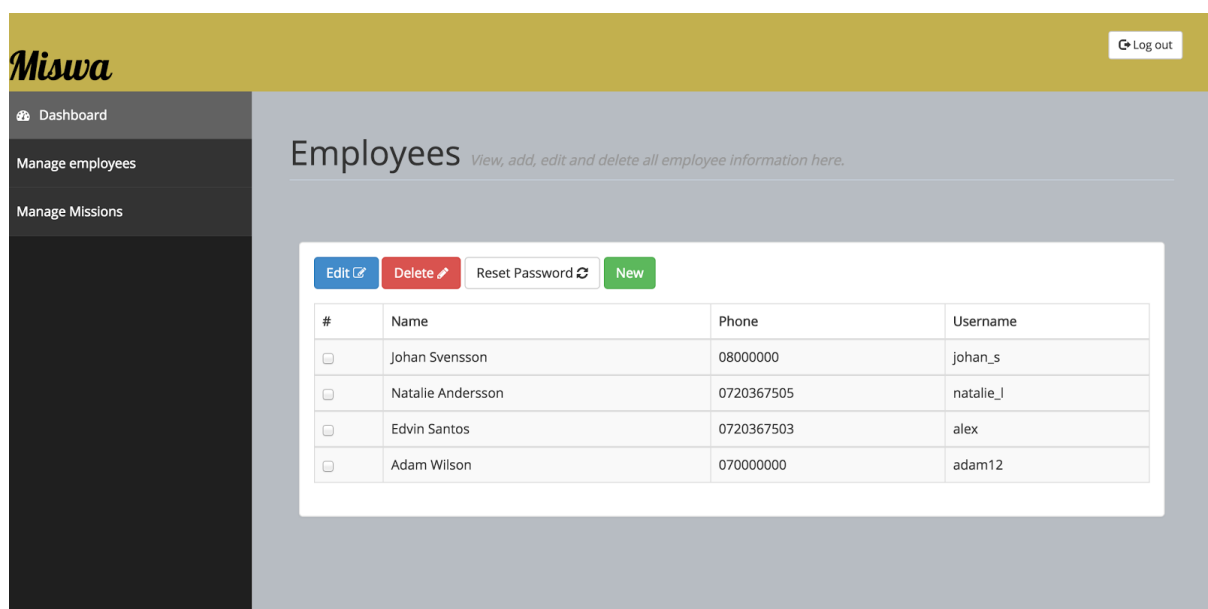 Miswa
Log out
Dashboard
Manage employees
Manage Missions
Employees View, add, edit and delete all employee information here.
Edit Delete Reset Password New
# Name Phone Username
Johan Svensson 08000000 johan_s
Natalie Andersson 0720367505 natalie_l
Edvin Santos 0720367503 alex
Adam Wilson 070000000 adam12